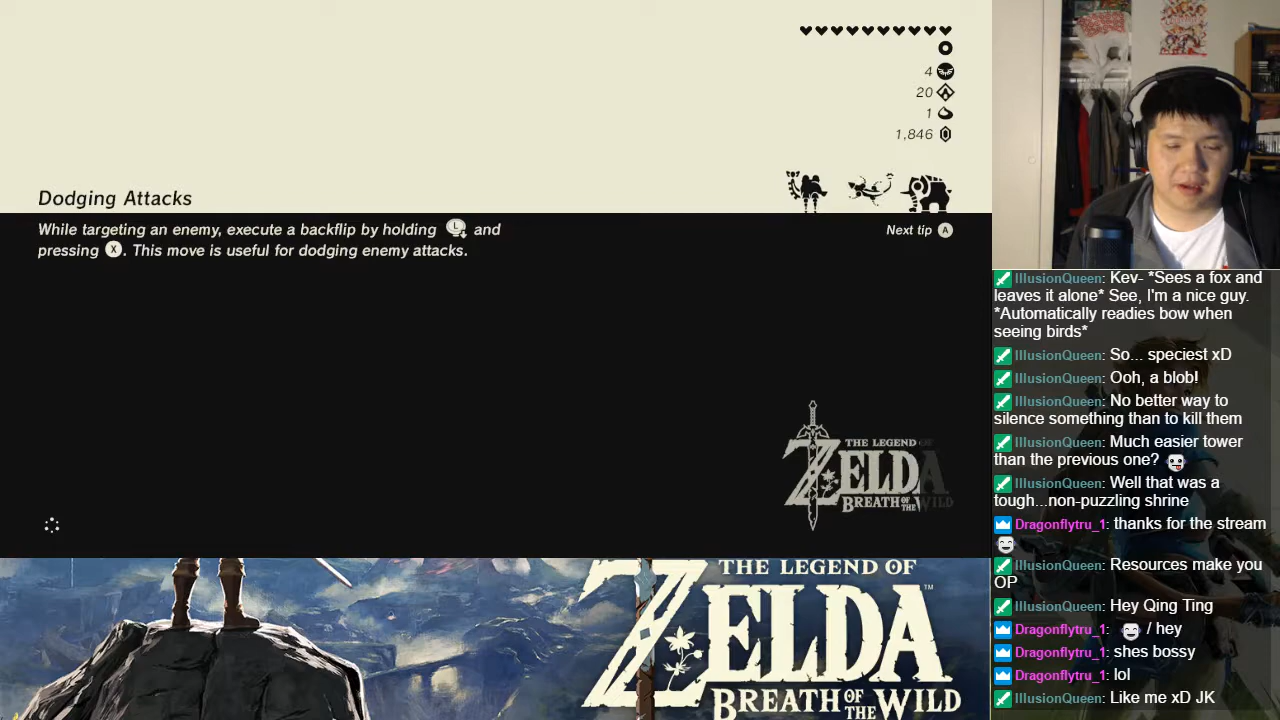 4
20
1
1,846
Dodging Attacks
While targeting an enemy, execute a backflip by holding L and
pressing X. This move is useful for dodging enemy attacks.
Next tip A
THE LEGEND OF
ZELDA
BREATH OF THE WILD
THE LEGEND OF
ZELDA™
BREATH OF THE WILD
IllusionQueen: Kev- *Sees a fox and
leaves it alone* See, I'm a nice guy.
*Automatically readies bow when
seeing birds*
IllusionQueen: So... speciest xD
IllusionQueen: Ooh, a blob!
IllusionQueen: No better way to
silence something than to kill them
IllusionQueen: Much easier tower
than the previous one?
IllusionQueen: Well that was a
tough...non-puzzling shrine
Dragonflytru_1: thanks for the stream
IllusionQueen: Resources make you
OP
IllusionQueen: Hey Qing Ting
Dragonflytru_1: / hey
Dragonflytru_1: shes bossy
Dragonflytru_1: lol
IllusionQueen: Like me xD JK